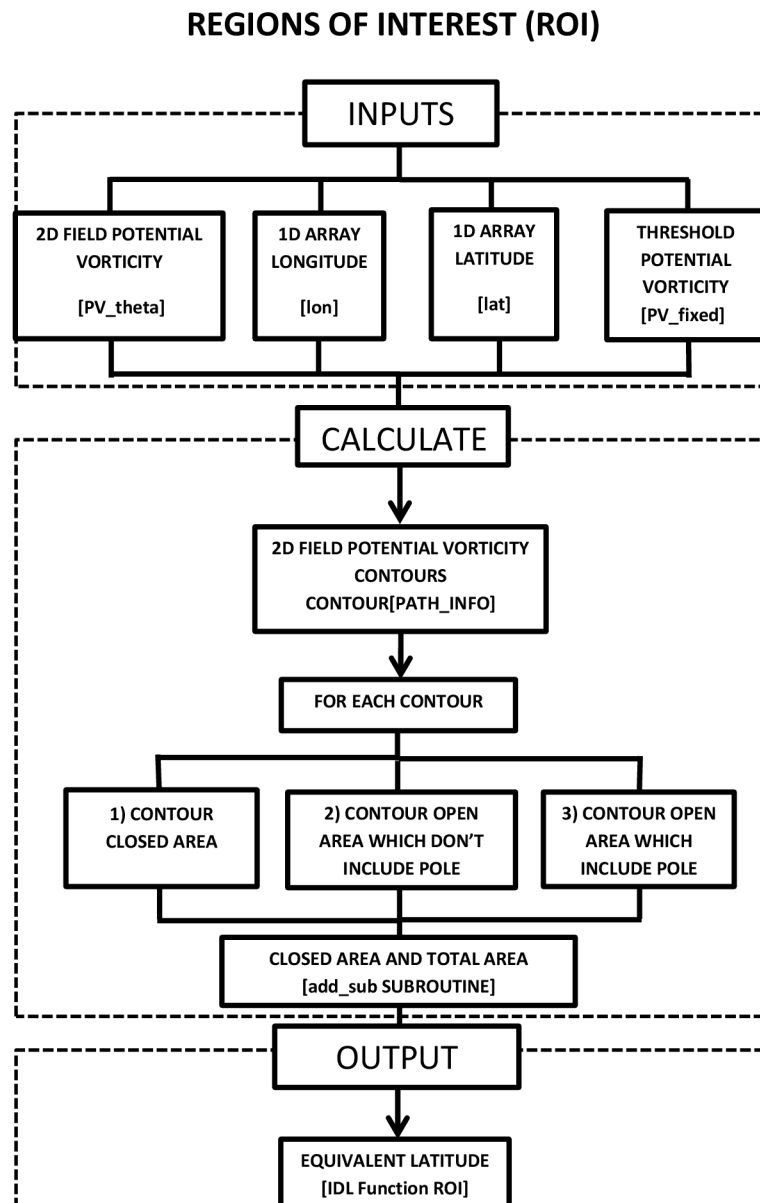 REGIONS OF INTEREST (ROI)
INPUTS
2D FIELD POTENTIAL
VORTICITY
[PV_theta]
1D ARRAY
LONGITUDE
[lon]
1D ARRAY
LATITUDE
[lat]
THRESHOLD
POTENTIAL
VORTICITY
[PV_fixed]
CALCULATE
2D FIELD POTENTIAL VORTICITY
CONTOURS
CONTOUR[PATH_INFO]
FOR EACH CONTOUR
1) CONTOUR
CLOSED AREA
2) CONTOUR OPEN
AREA WHICH DON'T
INCLUDE POLE
3) CONTOUR OPEN
AREA WHICH
INCLUDE POLE
CLOSED AREA AND TOTAL AREA
[add_sub SUBROUTINE]
OUTPUT
EQUIVALENT LATITUDE
[IDL Function ROI]